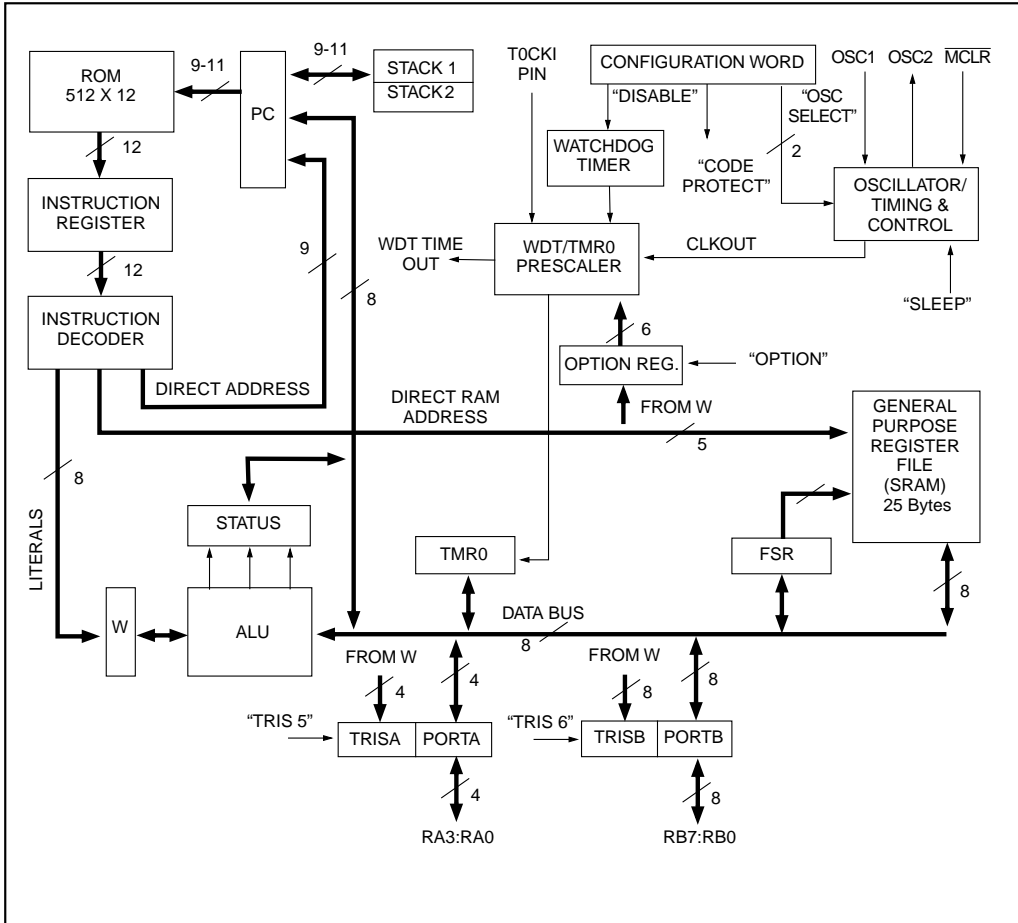 9-11
9-11
T0CKI
PIN
CONFIGURATION WORD
OSC1
OSC2
MCLR
ROM
512 X 12
PC
STACK 1
STACK 2
“DISABLE”
“OSC
SELECT”
12
WATCHDOG
TIMER
2
“CODE
PROTECT”
INSTRUCTION
REGISTER
OSCILLATOR/
TIMING &
CONTROL
9
WDT TIME
OUT
WDT/TMR0
PRESCALER
CLKOUT
12
8
“SLEEP”
INSTRUCTION
DECODER
6
OPTION REG.
“OPTION”
DIRECT ADDRESS
DIRECT RAM
ADDRESS
FROM W
5
GENERAL
PURPOSE
REGISTER
FILE
(SRAM)
25 Bytes
8
LITERALS
STATUS
TMR0
FSR
8
W
ALU
DATA BUS
8
FROM W
4
4
FROM W
8
8
“TRIS 5”
TRISA
PORTA
“TRIS 6”
TRISB
PORTB
4
8
RA3:RA0
RB7:RB0